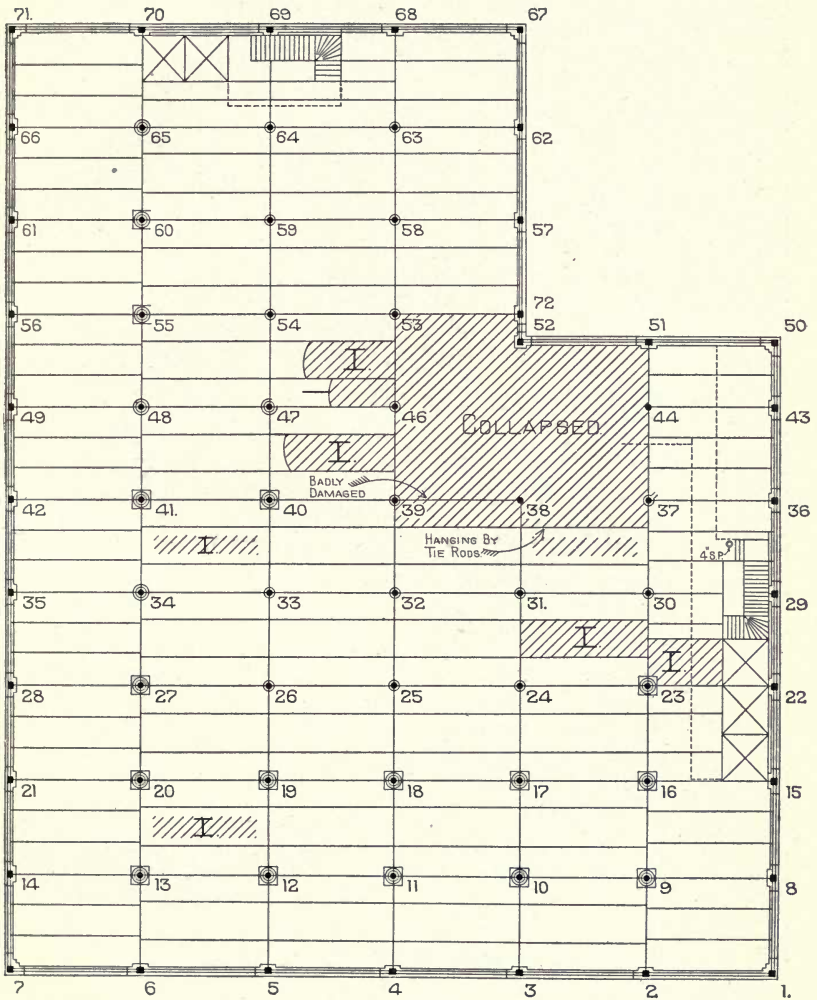 71. 70 69 68 67
66 65 64 63 62
61 60 59 58 57
56 55 54 53 72
52 51 50
I
49 48 47 46 COLLAPSED 44 43
I
BADLY
DAMAGED
42 41. 40 39 38 37 36
I
HANGING BY
TIE RODS
4" S.P.
35 34 33 32 31. 30 29
I I
28 27 26 25 24 23 22
21 20 19 18 17 16 15
I
14 13 12 11 10 9 8
7 6 5 4 3 2 1.